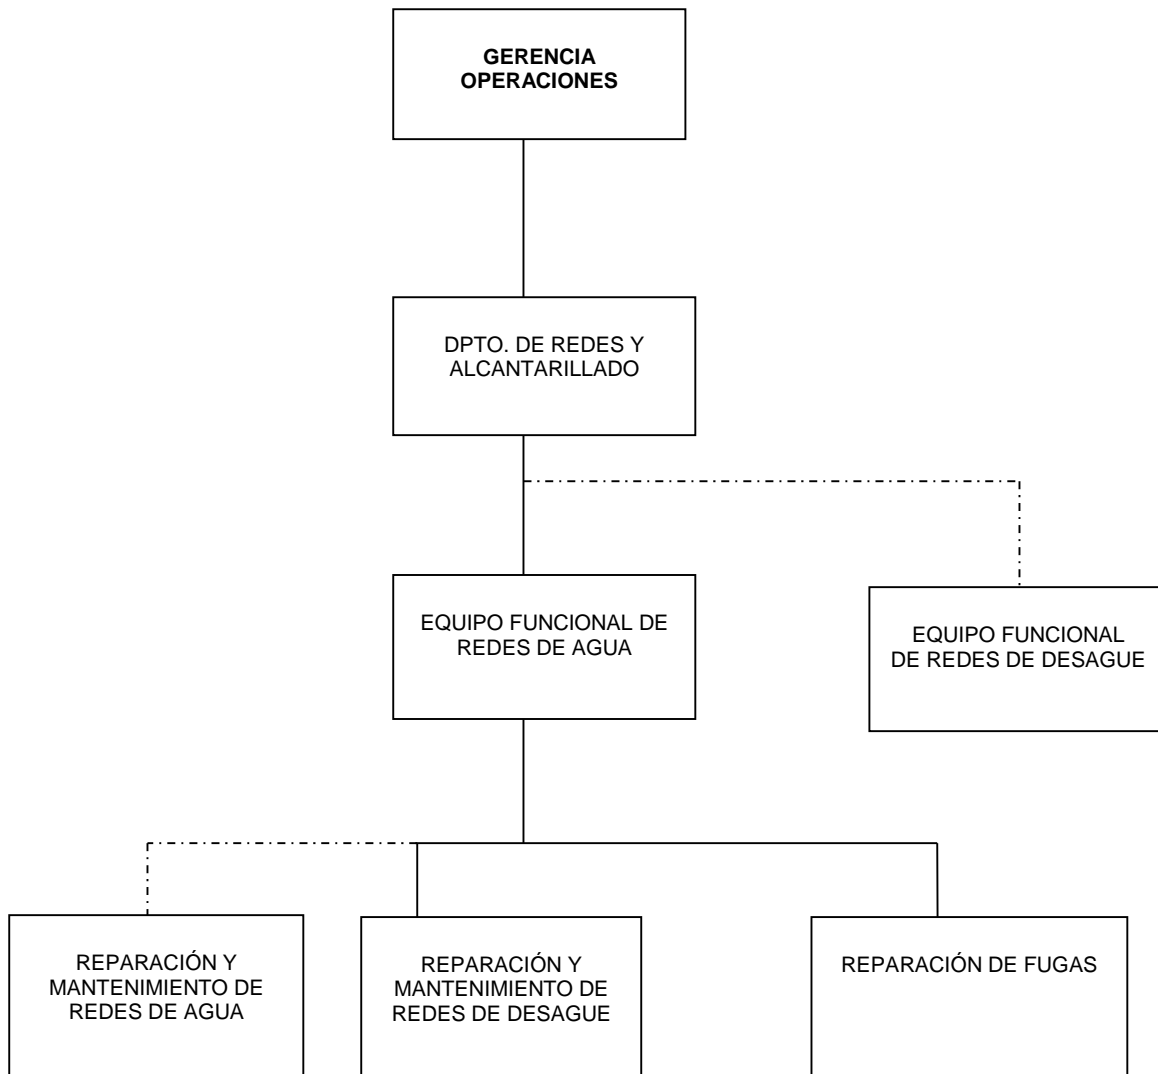 GERENCIA
OPERACIONES
DPTO. DE REDES Y
ALCANTARILLADO
EQUIPO FUNCIONAL DE
REDES DE AGUA
EQUIPO FUNCIONAL
DE REDES DE DESAGUE
REPARACIÓN Y
MANTENIMIENTO DE
REDES DE AGUA
REPARACIÓN Y
MANTENIMIENTO DE
REDES DE DESAGUE
REPARACIÓN DE FUGAS